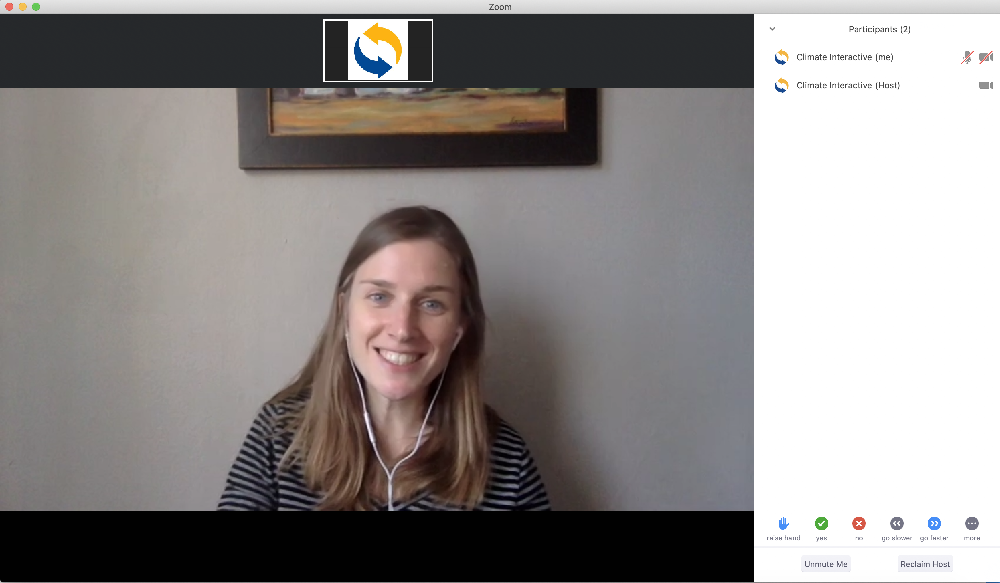 Zoom
Participants (2)
Climate Interactive (me)
Climate Interactive (Host)
raise hand
yes
no
go slower
go faster
more
Unmute Me
Reclaim Host